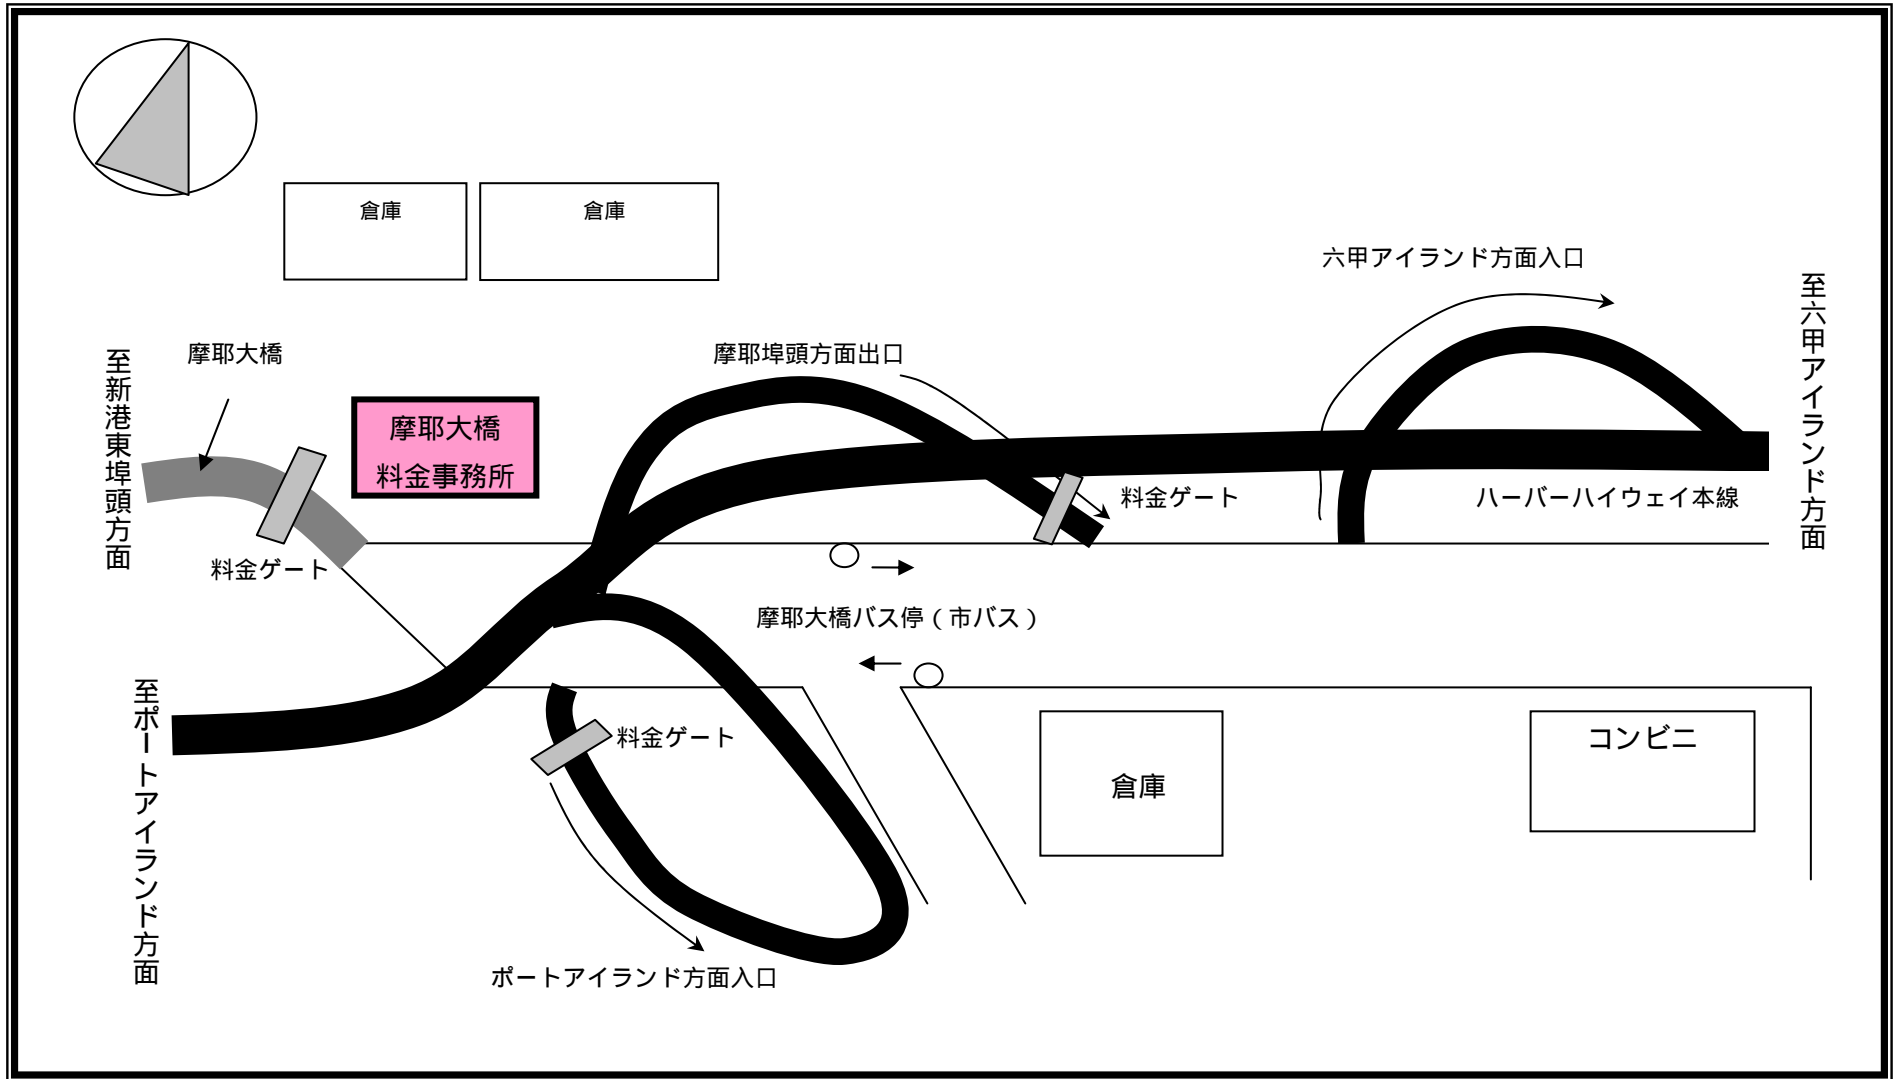 倉庫
倉庫
六甲アイランド方面入口
至六甲アイランド方面
摩耶大橋
摩耶埠頭方面出口
至新港東埠頭方面
摩耶大橋
料金事務所
料金ゲート
ハーバーハイウェイ本線
料金ゲート
摩耶大橋バス停（市バス）
至ポートアイランド方面
料金ゲート
コンビニ
倉庫
ポートアイランド方面入口